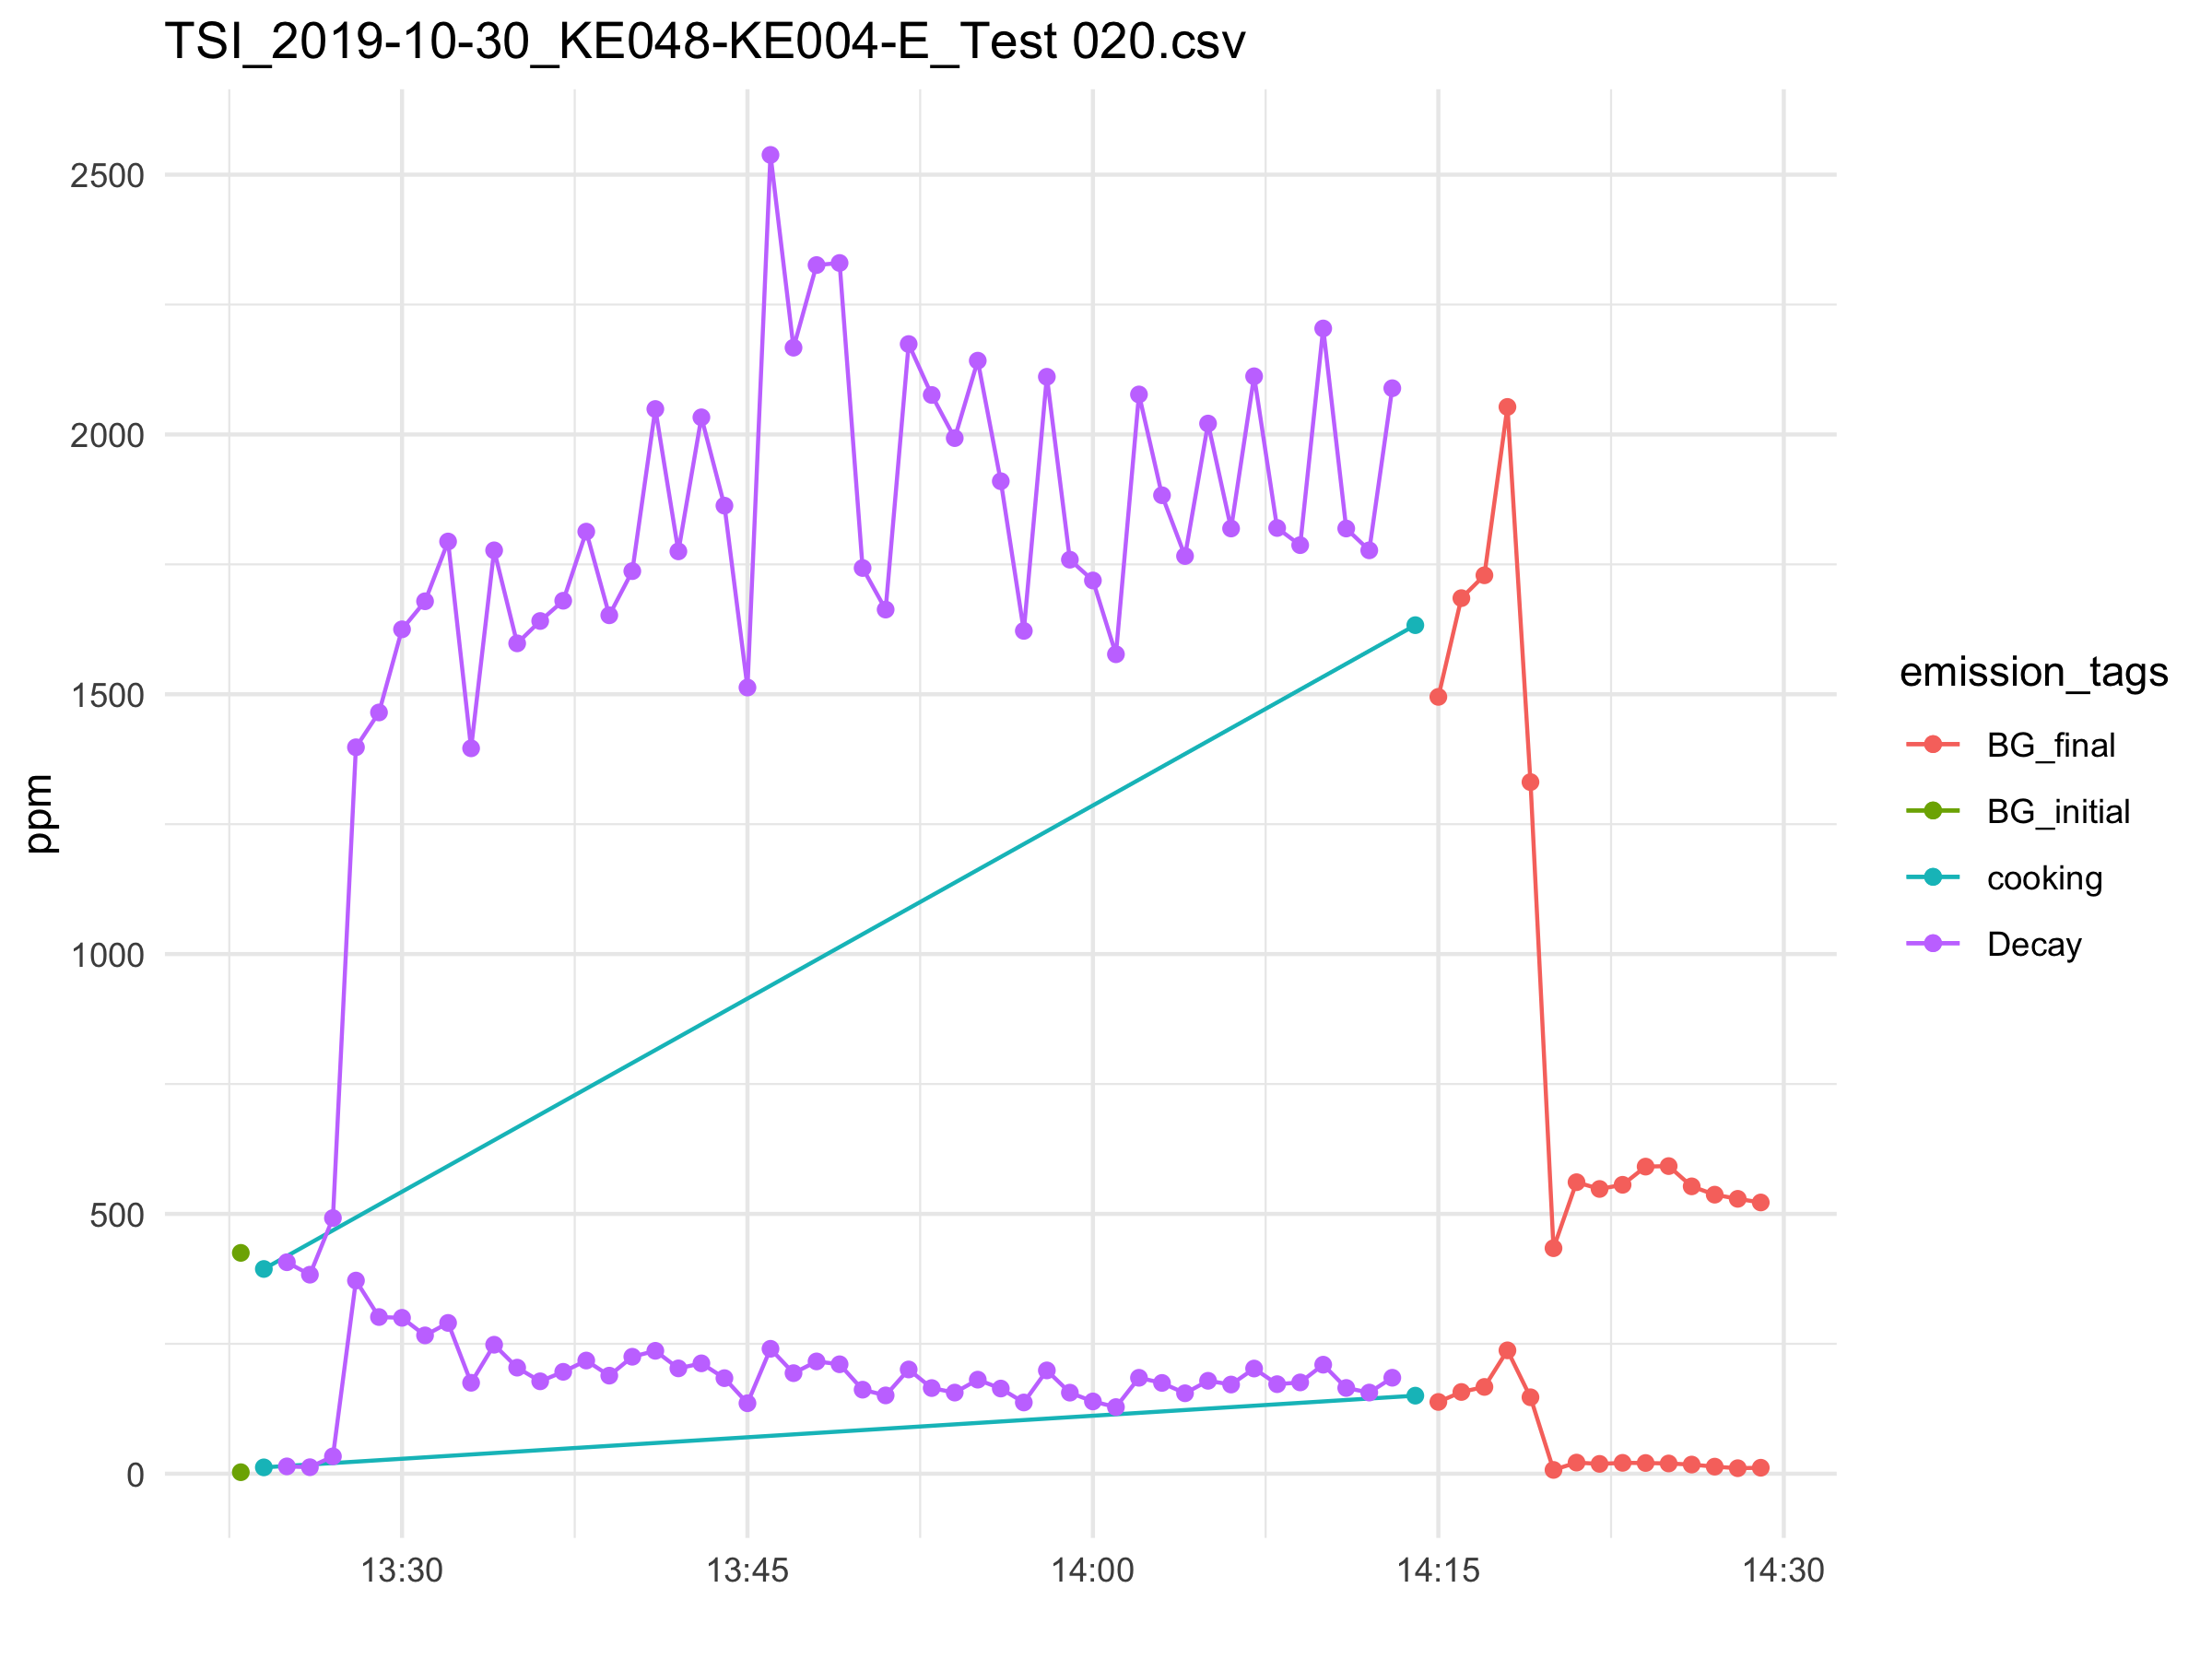 TSI_2019-10-30_KE048-KE004-E_Test 020.csv
2500
2000
1500
1000
500
0
ppm
13:30
13:45
14:00
14:15
14:30
emission_tags
BG_final
BG_initial
cooking
Decay